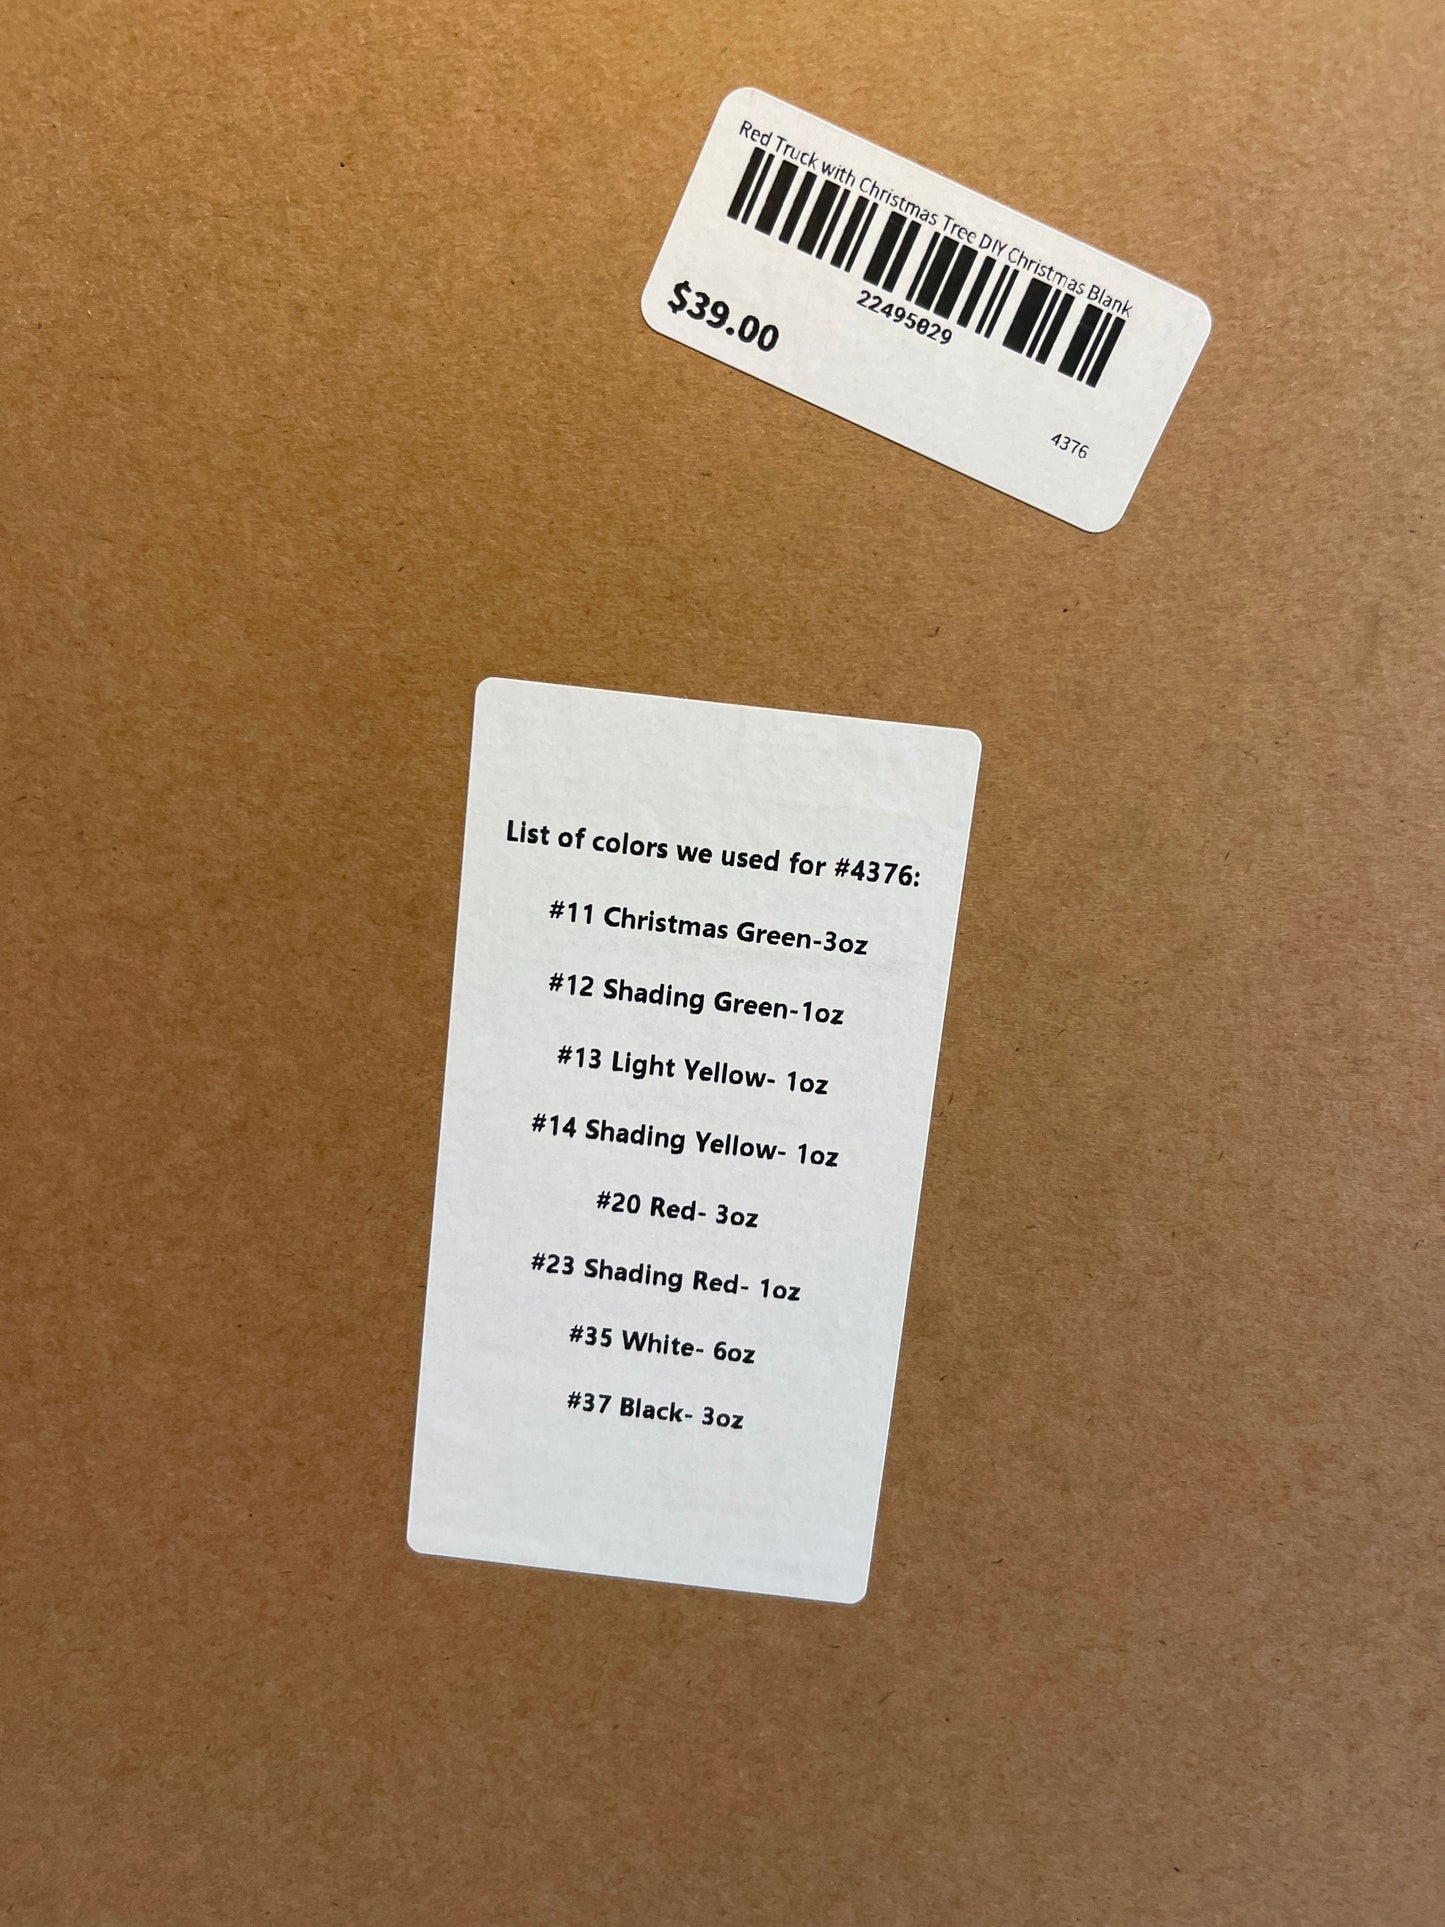 Red Truck with Christmas Tree DIY Christmas Blank
22495029
$39.00
4376
List of colors we used for #4376:
#11 Christmas Green-3oz
#12 Shading Green-1oz
#13 Light Yellow- 1oz
#14 Shading Yellow- 1oz
#20 Red- 3oz
#23 Shading Red- 1oz
#35 White- 6oz
#37 Black- 3oz